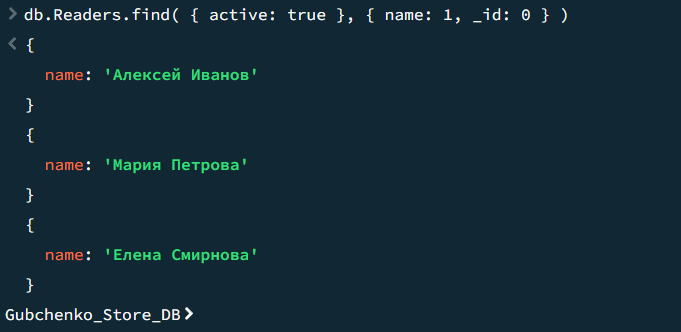 > db.Readers.find( { active: true }, { name: 1, _id: 0 } )
< {
name: 'Алексей Иванов'
}
{
name: 'Мария Петрова'
}
{
name: 'Елена Смирнова'
}
Gubchenko_Store_DB>